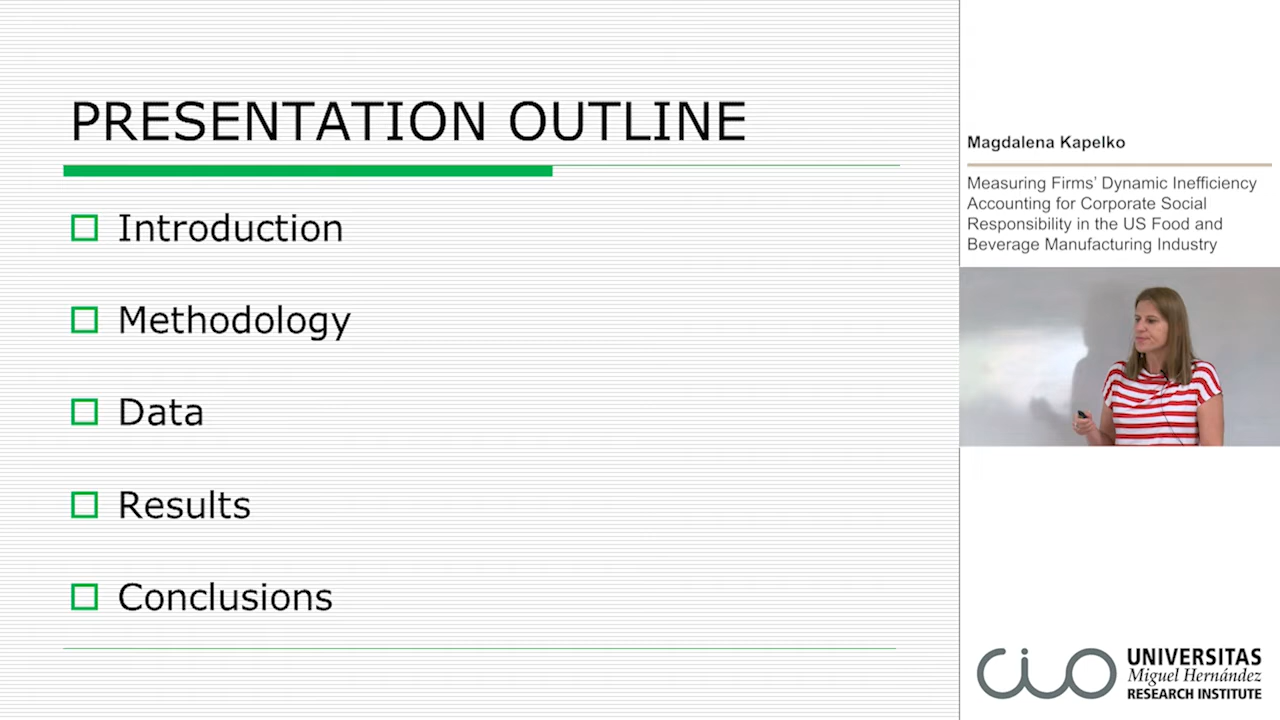 PRESENTATION OUTLINE
Introduction
Methodology
Data
Results
Conclusions
Magdalena Kapelko
Measuring Firms’ Dynamic Inefficiency
Accounting for Corporate Social
Responsibility in the US Food and
Beverage Manufacturing Industry
cio
UNIVERSITAS
Miguel Hernández
RESEARCH INSTITUTE